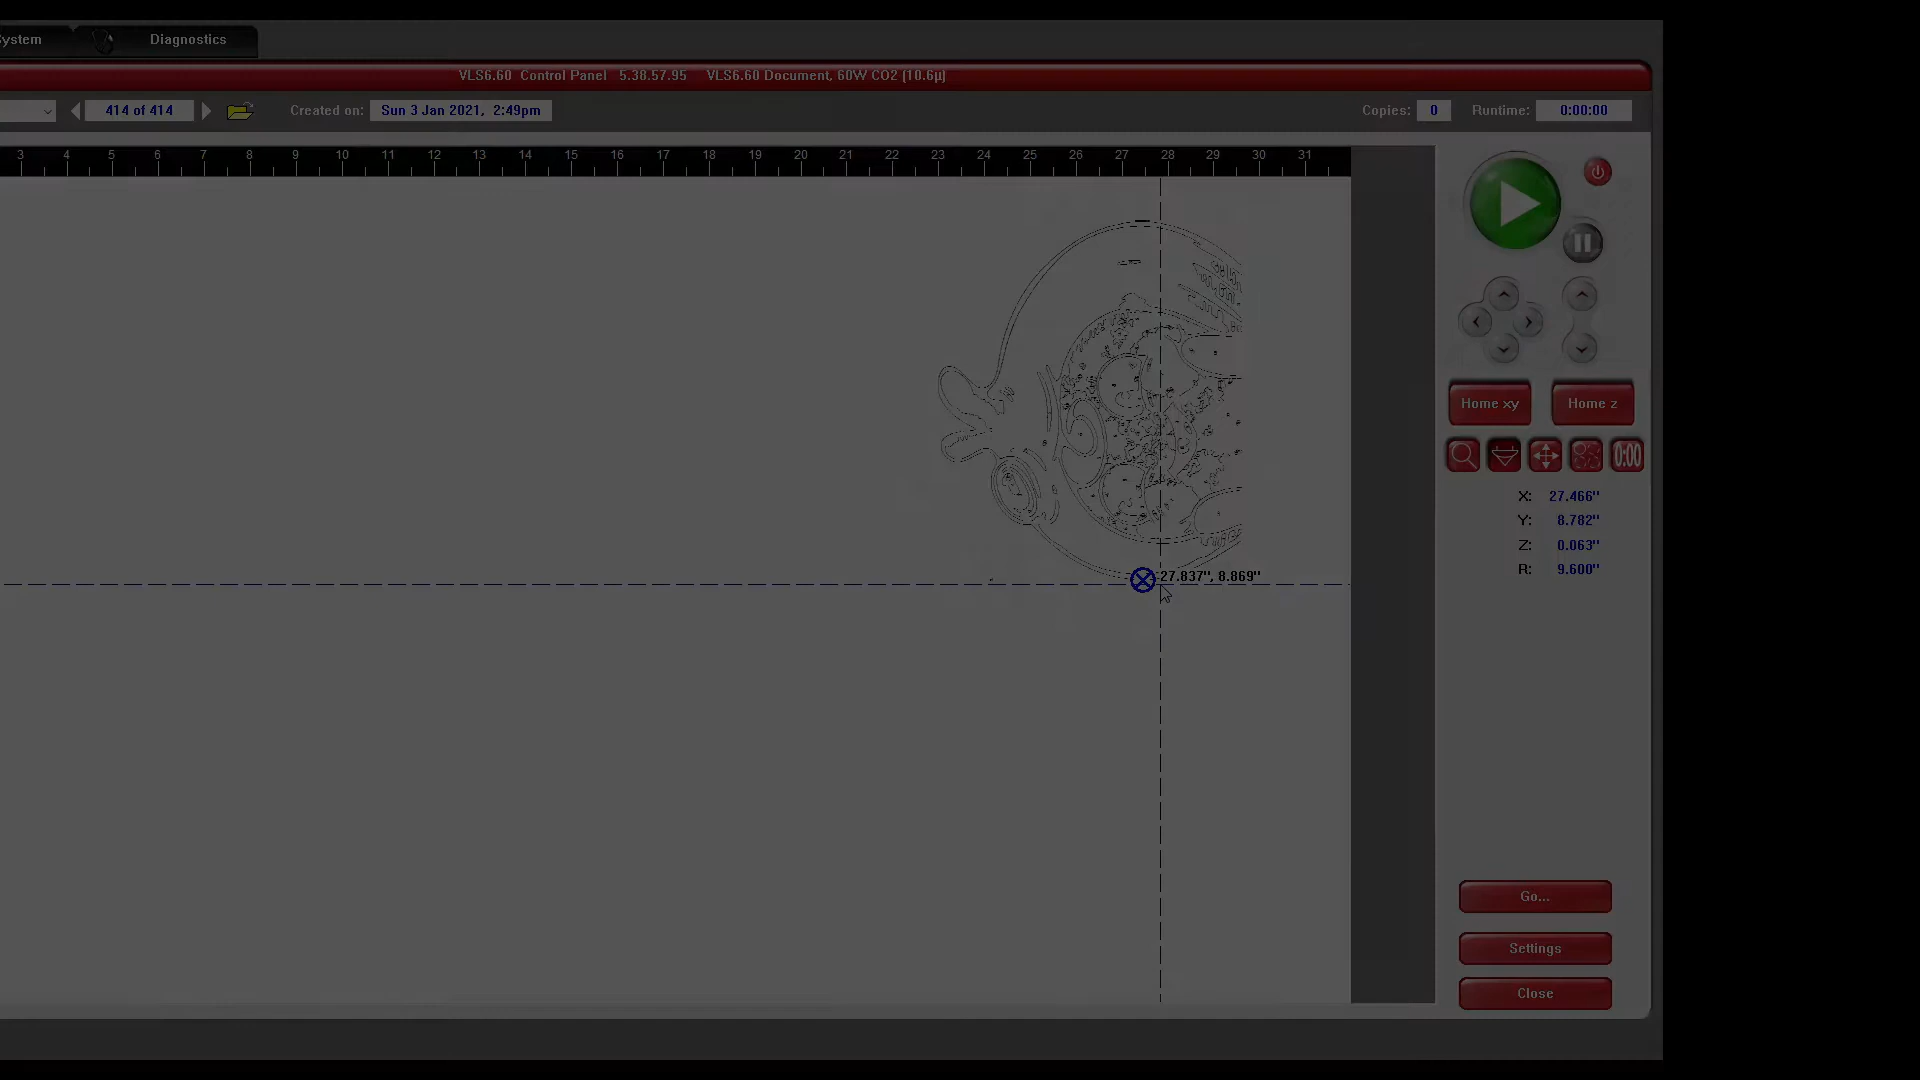 System Diagnostics
VLS6.60 Control Panel 5.38.57.95 VLS6.60 Document, 60W CO2 (10.6µ)
414 of 414 Created on: Sun 3 Jan 2021, 2:49pm Copies: 0 Runtime: 0:00:00
3 4 5 6 7 8 9 10 11 12 13 14 15 16 17 18 19 20 21 22 23 24 25 26 27 28 29 30 31
Home xy Home z
0:00
X: 27.466"
Y: 8.782"
Z: 0.063"
R: 9.600"
27.837", 8.869"
Go...
Settings
Close